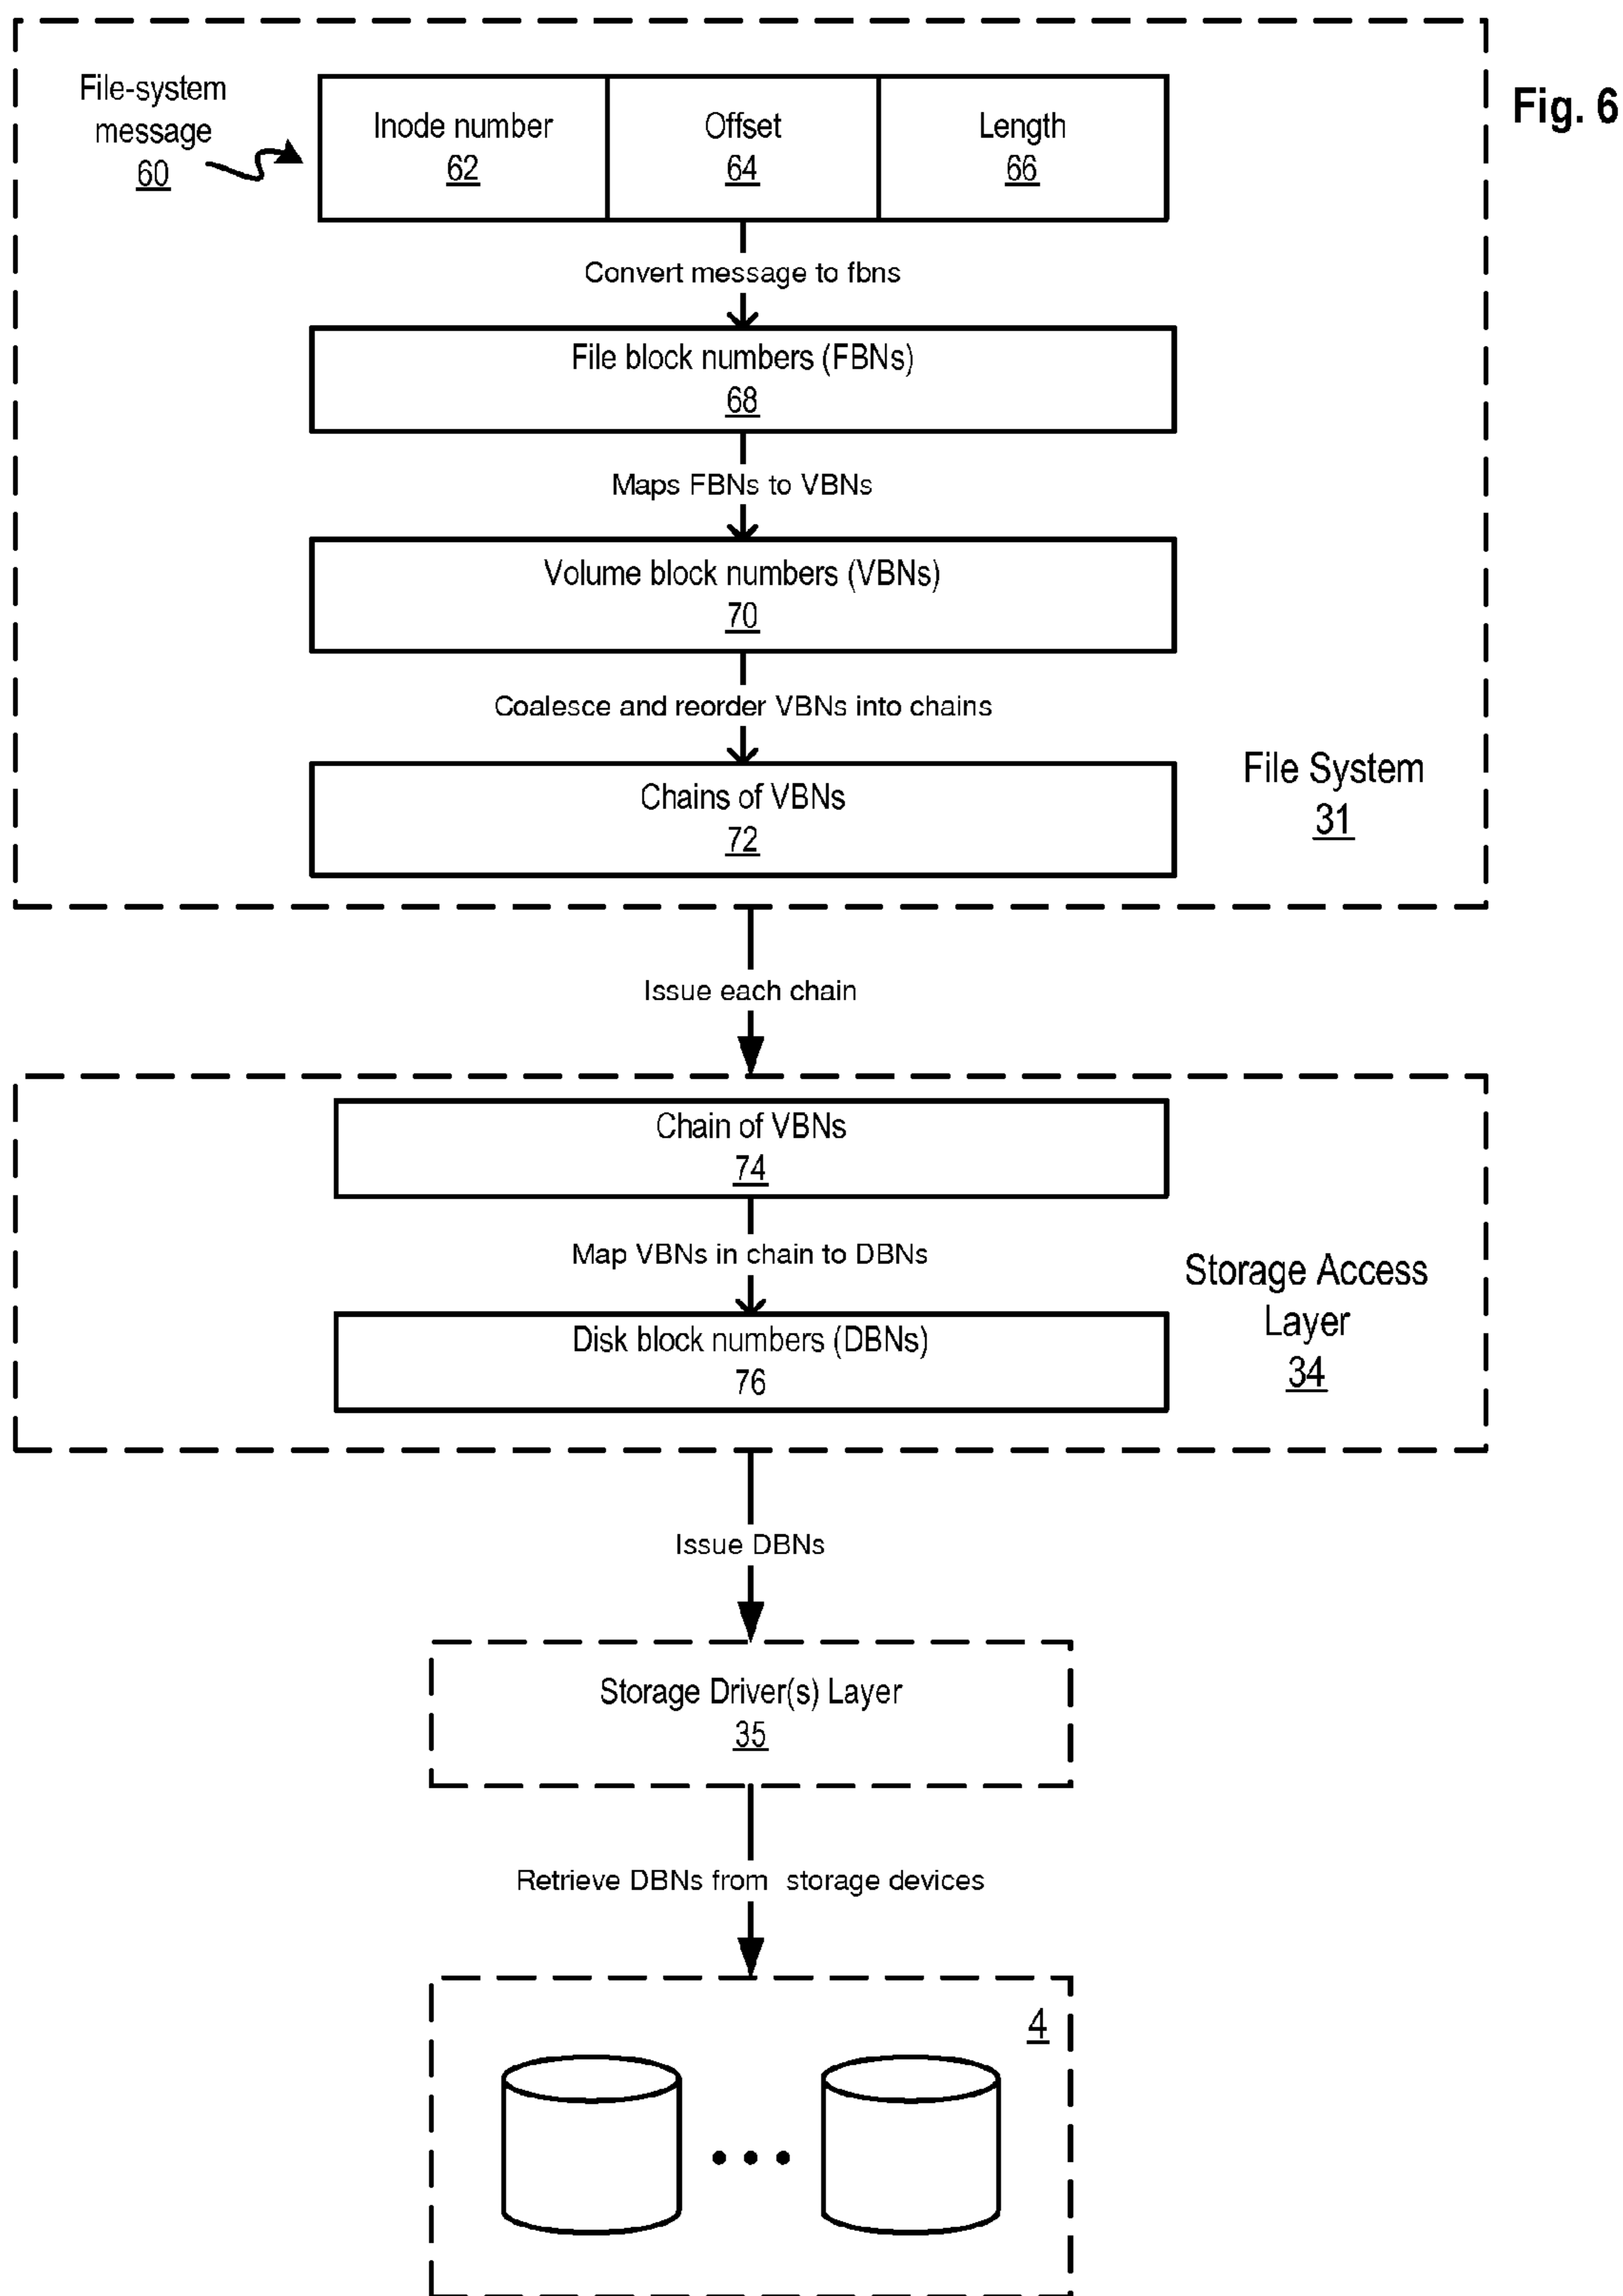 Fig. 6
File-system
message
60
Inode number
62
Offset
64
Length
66
Convert message to fbns
File block numbers (FBNs)
68
Maps FBNs to VBNs
Volume block numbers (VBNs)
70
Coalesce and reorder VBNs into chains
Chains of VBNs
72
File System
31
Issue each chain
Chain of VBNs
74
Map VBNs in chain to DBNs
Disk block numbers (DBNs)
76
Storage Access
Layer
34
Issue DBNs
Storage Driver(s) Layer
35
Retrieve DBNs from storage devices
4